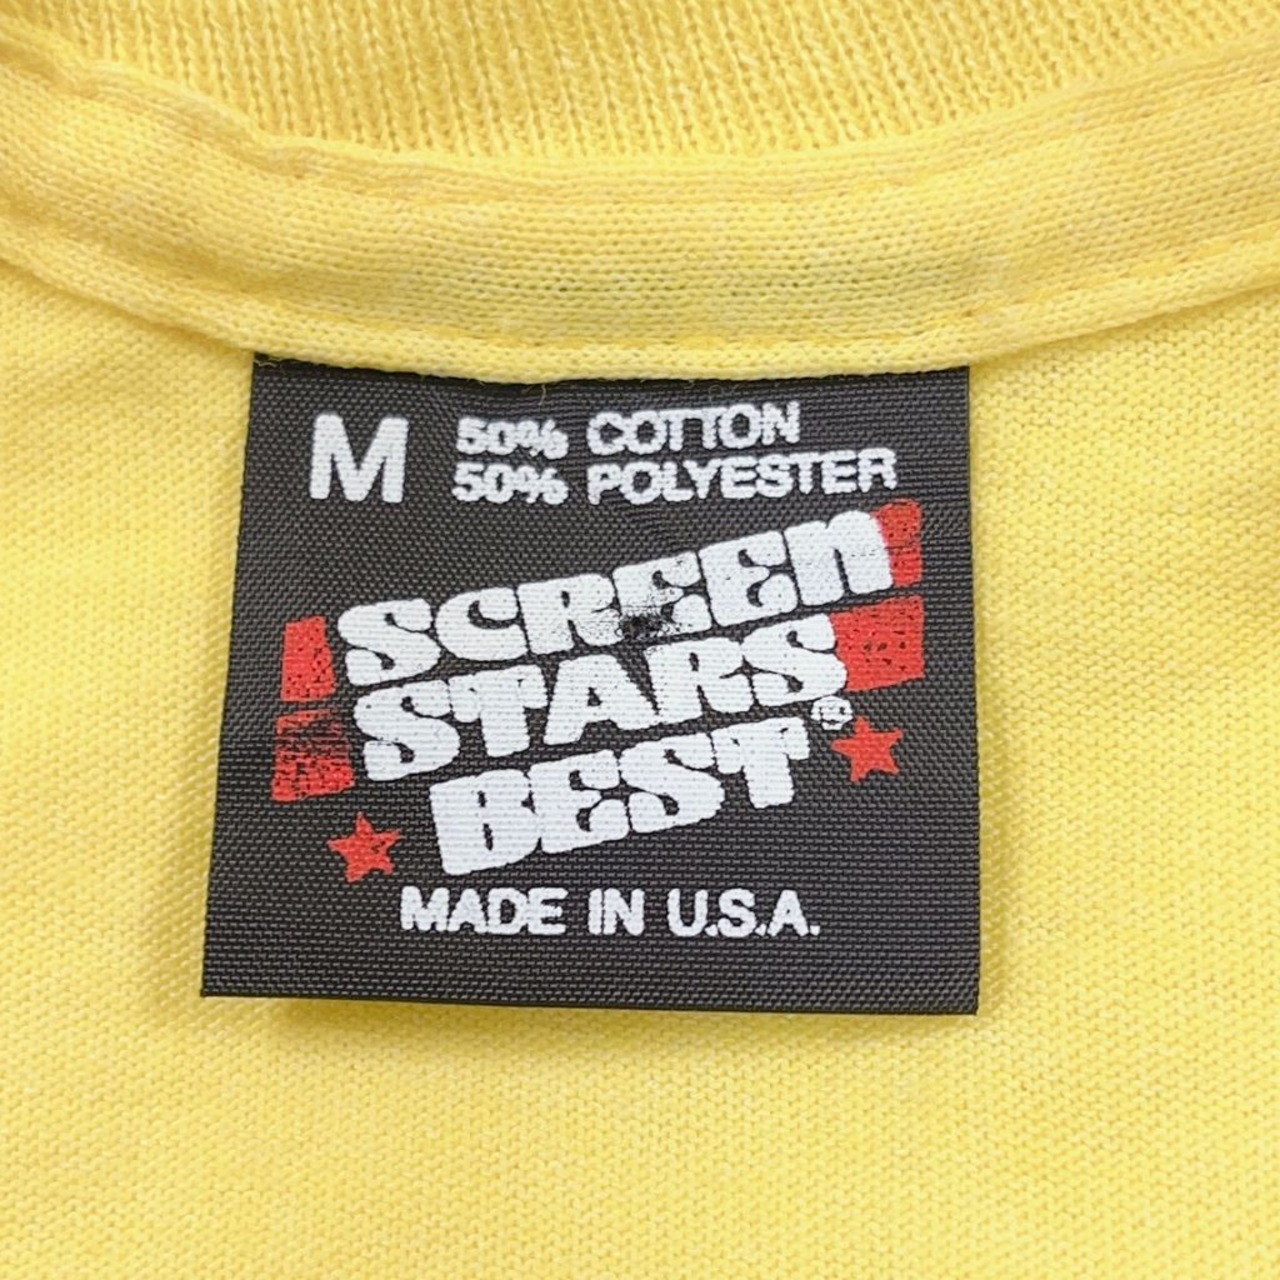 M 50% COTTON
50% POLYESTER
SCREEN
STARS
BEST®
MADE IN U.S.A.